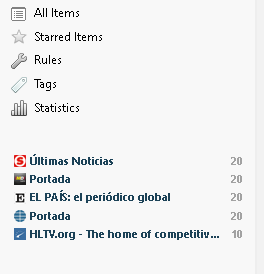 All Items
Starred Items
Rules
Tags
Statistics
S Últimas Noticias 20
Portada 20
E EL PAÍS: el periódico global 20
Portada 20
HLTV.org - The home of competitiv... 10